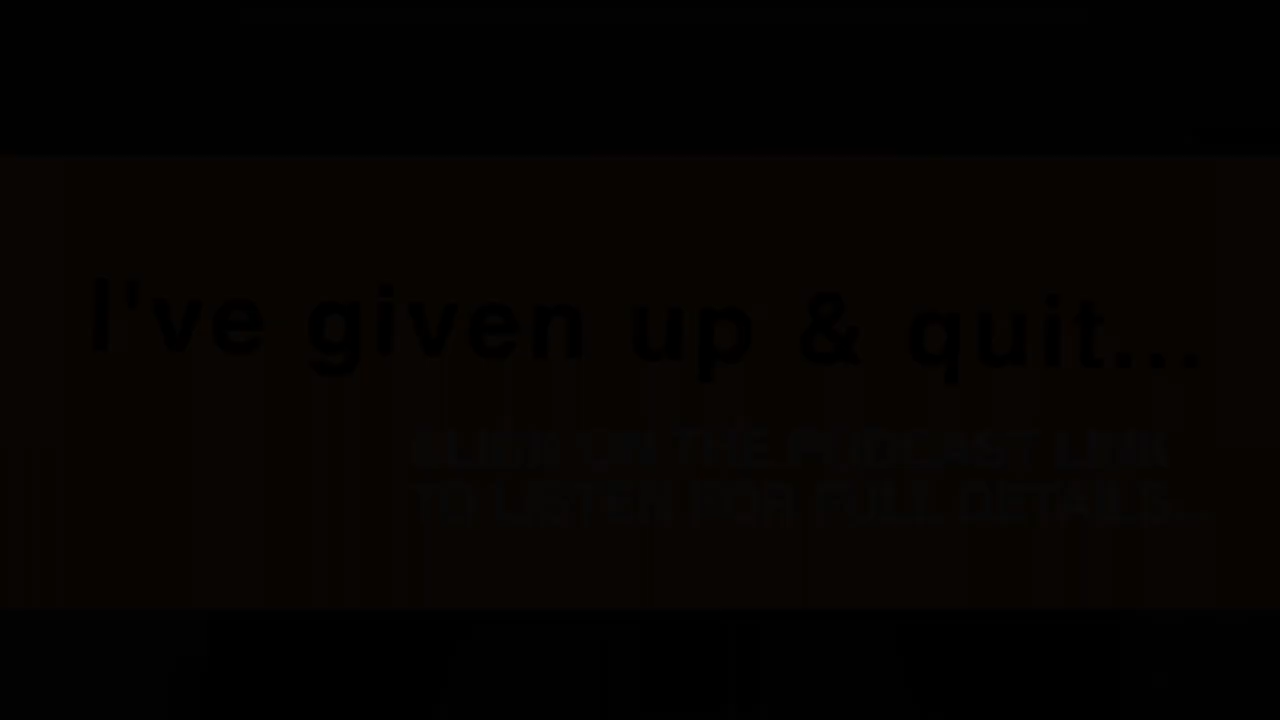 I've given up & quit...
CLICK ON THE PODCAST LINK
TO LISTEN FOR FULL DETAILS...